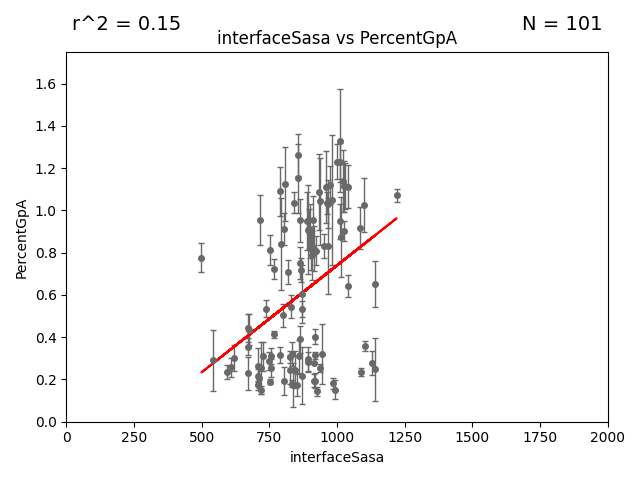 r^2 = 0.15
N = 101
interfaceSasa vs PercentGpA
PercentGpA
1.6
1.4
1.2
1.0
0.8
0.6
0.4
0.2
0.0
0 250 500 750 1000 1250 1500 1750 2000
interfaceSasa